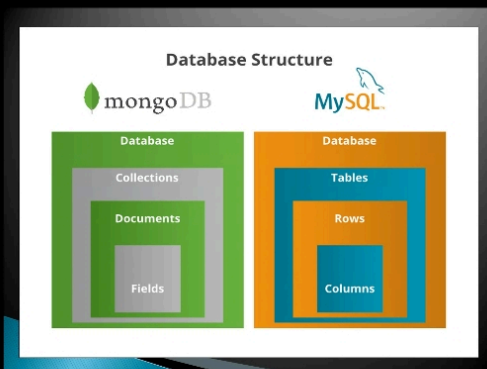 Database Structure
mongoDB
MySQL
Database
Collections
Documents
Fields
Database
Tables
Rows
Columns